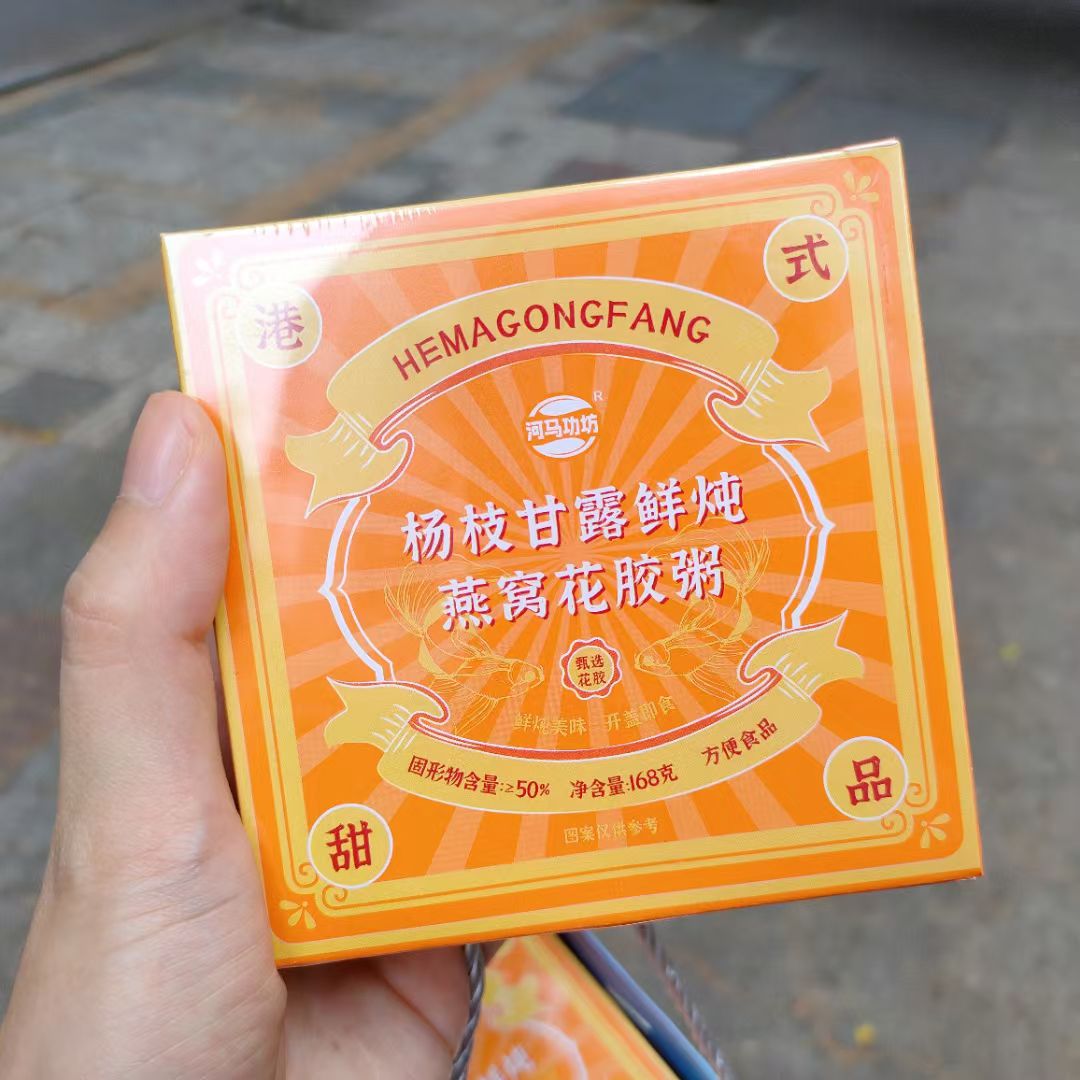 港
式
HEMAGONGFANG
R
河马功坊
杨枝甘露鲜炖
燕窝花胶粥
甄选
花胶
鲜炖美味 开盖即食
固形物含量:≥50% 净含量:168克 方便食品
甜
品
图案仅供参考